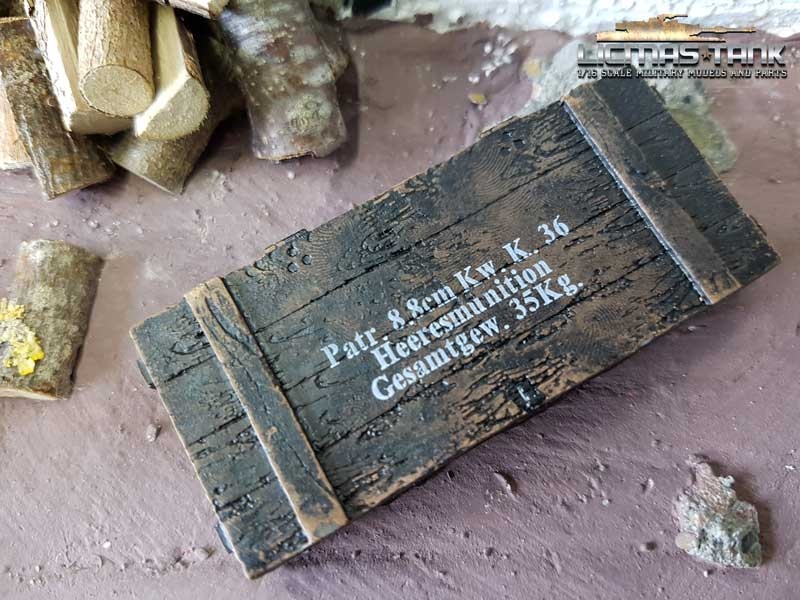 LICMAS★TANK
1/16 SCALE MILITARY MODELS AND PARTS
Patr. 8.8cm Kw. K. 36
Heeresmunition
Gesamtgew. 35Kg.